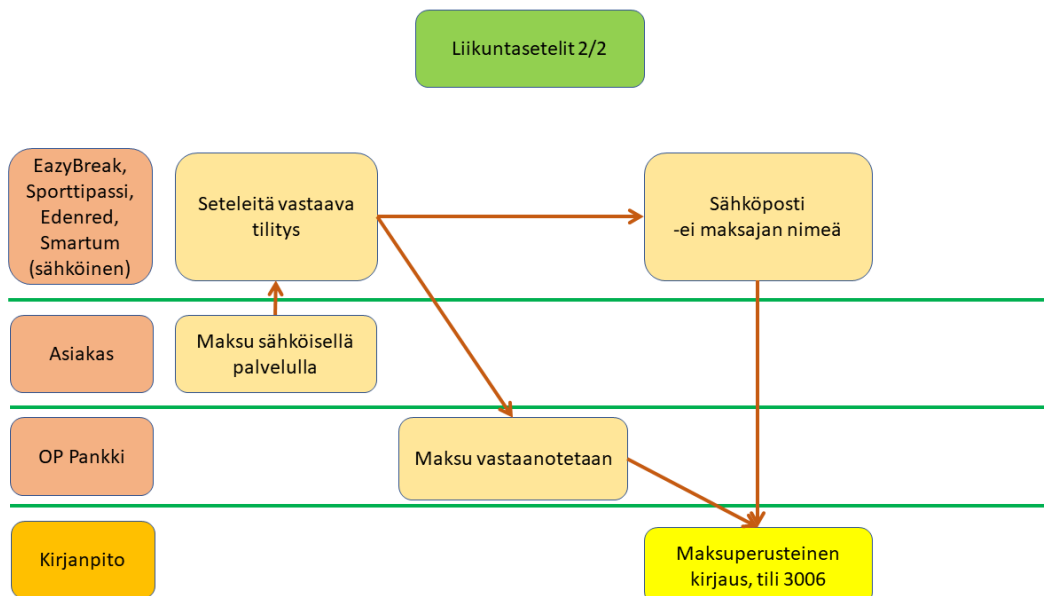 Liikuntasetelit 2/2
EazyBreak,
Sporttipassi,
Edenred,
Smartum
(sähköinen)
Seteleitä vastaava
tilitys
Sähköposti
-ei maksajan nimeä
Asiakas
Maksu sähköisellä
palvelulla
OP Pankki
Maksu vastaanotetaan
Kirjanpito
Maksuperusteinen
kirjaus, tili 3006